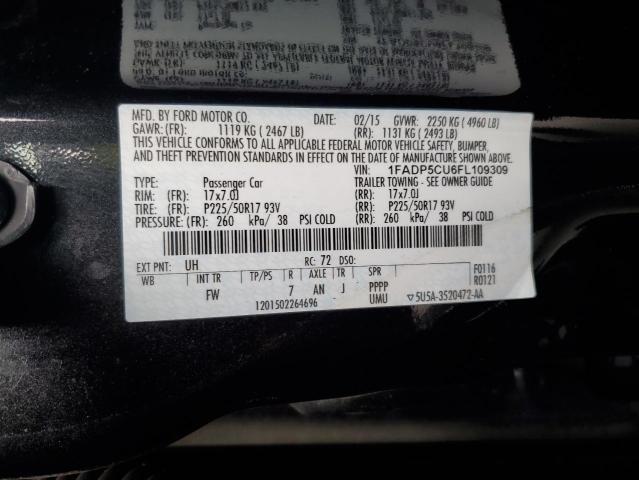 MFD. BY FORD MOTOR CO. DATE: 02/15 GVWR: 2250 KG ( 4960 LB)
GAWR: (FR): 1119 KG ( 2467 LB) (RR): 1131 KG ( 2493 LB)
THIS VEHICLE CONFORMS TO ALL APPLICABLE FEDERAL MOTOR VEHICLE SAFETY, BUMPER,
AND THEFT PREVENTION STANDARDS IN EFFECT ON THE DATE OF MANUFACTURE SHOWN ABOVE.
VIN: 1FADP5CU6FL109309
TYPE: Passenger Car TRAILER TOWING - SEE OWNER GUIDE
RIM: (FR): 17x7.0J (RR): 17x7.0J
TIRE: (FR): P225/50R17 93V (RR): P225/50R17 93V
PRESSURE: (FR): 260 kPa/ 38 PSI COLD (RR): 260 kPa/ 38 PSI COLD
EXT PNT: UH RC: 72 DSO:
WB INT TR TP/PS R AXLE TR SPR F0116
FW 7 AN J PPPP R0121
1201502264696 UMU ▽5U5A-3520472-AA